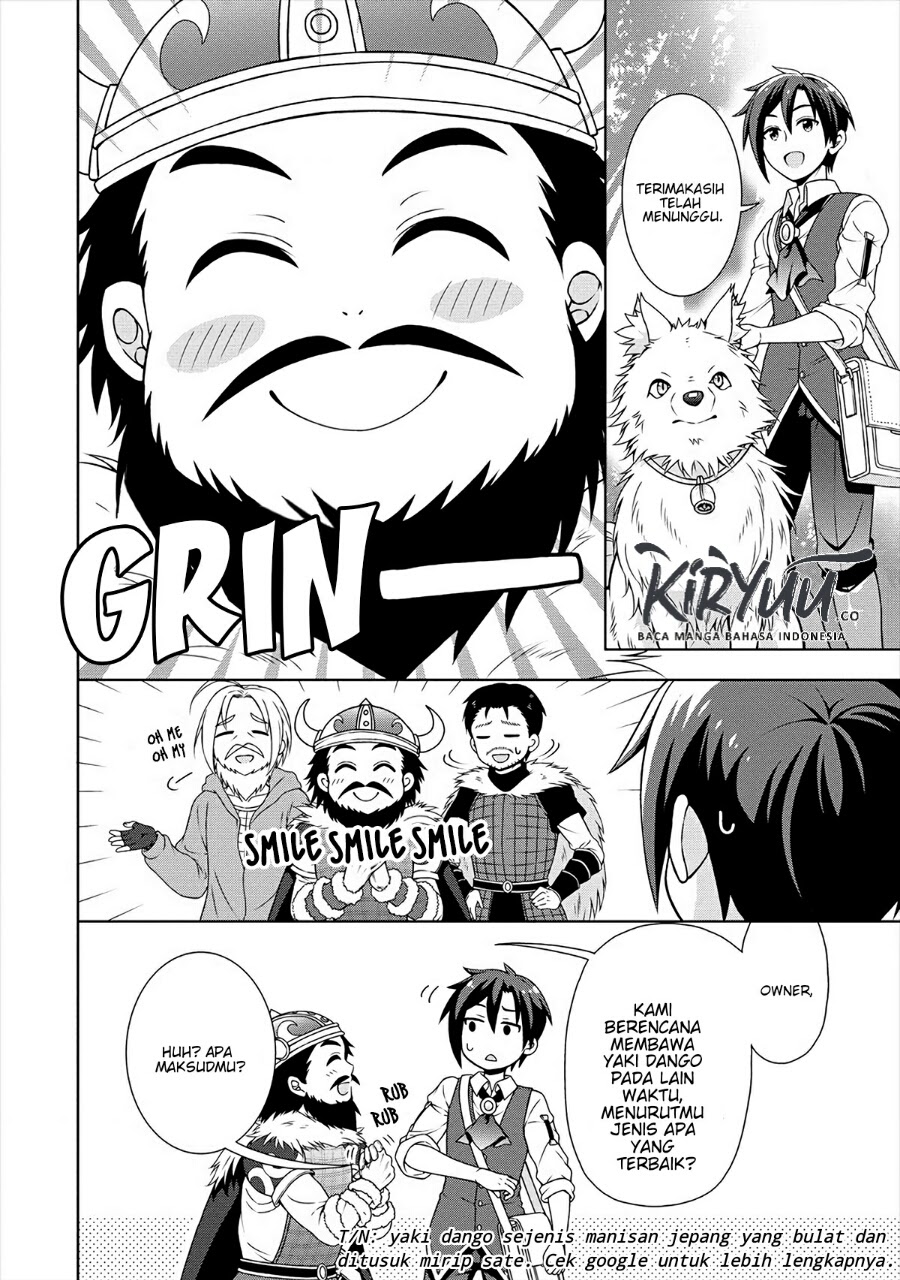 TERIMAKASIH
TELAH
MENUNGGU.
GRIN—
KIRYUU.CO
BACA MANGA BAHASA INDONESIA
OH ME
OH MY
SMILE SMILE SMILE
OWNER,
KAMI
BERENCANA
MEMBAWA
YAKI DANGO
PADA LAIN
WAKTU,
MENURUTMU
JENIS APA
YANG
TERBAIK?
HUH? APA
MAKSUDMU?
RUB
RUB
T/N: yaki dango sejenis manisan jepang yang bulat dan
ditusuk mirip sate. Cek google untuk lebih lengkapnya.